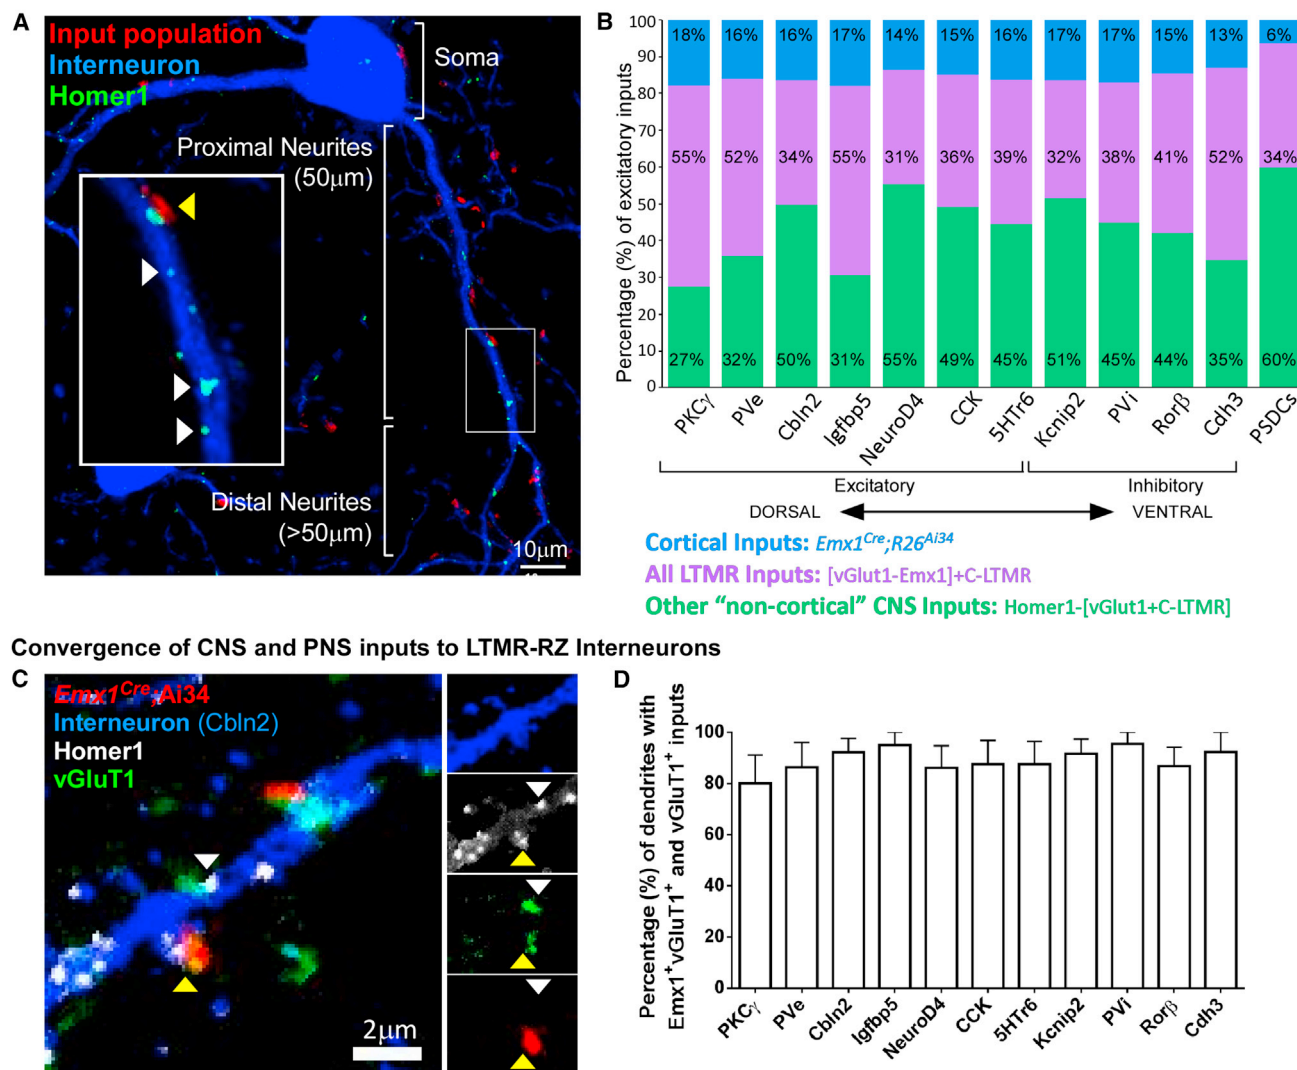 A
Input population
Interneuron
Homer1
Soma
Proximal Neurites
(50μm)
Distal Neurites
(>50μm)
10μm
B
Percentage (%) of excitatory inputs
100
90
80
70
60
50
40
30
20
10
0
18% 16% 16% 17% 14% 15% 16% 17% 17% 15% 13% 6%
55% 52% 34% 55% 31% 36% 39% 32% 38% 41% 52% 34%
27% 32% 50% 31% 55% 49% 45% 51% 45% 44% 35% 60%
PKCγ PVe Cbln2 Igfbp5 NeuroD4 CCK 5HTr6 Kcnip2 PVi Rorβ Cdh3 PSDCs
Excitatory Inhibitory
DORSAL VENTRAL
Cortical Inputs: Emx1Cre;R26Ai34
All LTMR Inputs: [vGlut1-Emx1]+C-LTMR
Other “non-cortical” CNS Inputs: Homer1-[vGlut1+C-LTMR]
Convergence of CNS and PNS inputs to LTMR-RZ Interneurons
C
Emx1Cre;Ai34
Interneuron (Cbln2)
Homer1
vGluT1
2μm
D
Percentage (%) of dendrites with
Emx1+vGluT1+ and vGluT1+ inputs
100
80
60
40
20
0
PKCγ PVe Cbln2 Igfbp5 NeuroD4 CCK 5HTr6 Kcnip2 PVi Rorβ Cdh3